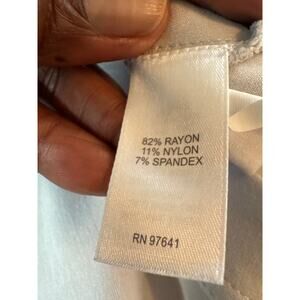 82% RAYON
11% NYLON
7% SPANDEX
RN 97641